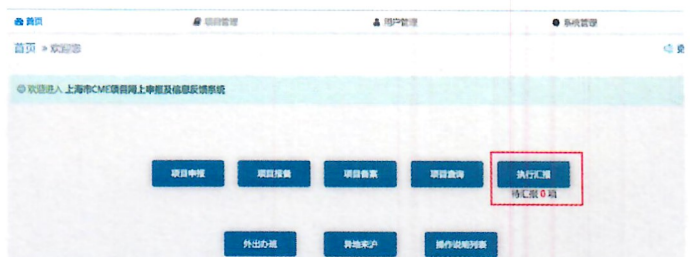 首页 项目管理 用户管理 系统管理
首页 » 欢迎您
欢迎进入 上海市CME项目网上申报及信息反馈系统
项目申报 项目报备 项目备案 项目查询 执行汇报
待汇报 0 项
外出办班 异地来沪 操作说明列表